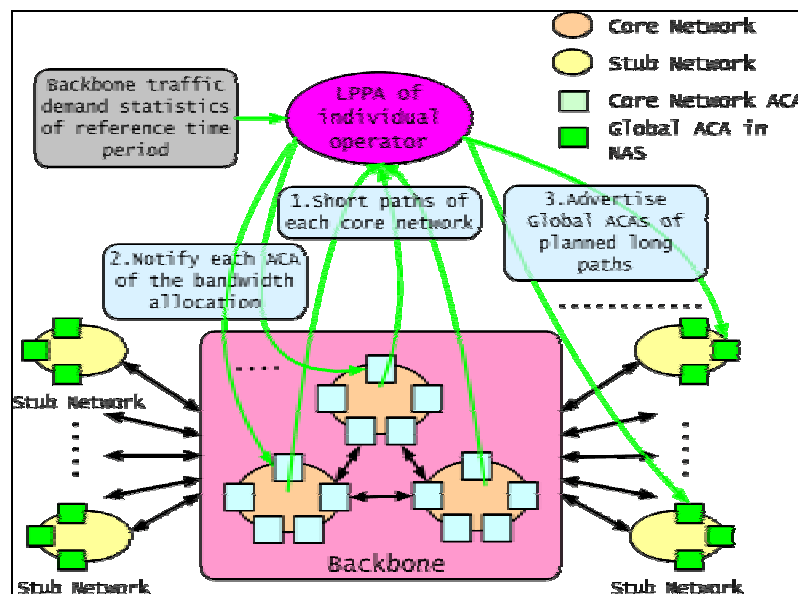 Core Network
Stub Network
Core Network ACA
Global ACA in
NAS
Backbone traffic
demand statistics
of reference time
period
LPPA of
individual
operator
1.Short paths of
each core network
3.Advertise
Global ACAs of
planned long
paths
2.Notify each ACA
of the bandwidth
allocation
Stub Network
Backbone
Stub Network
Stub Network